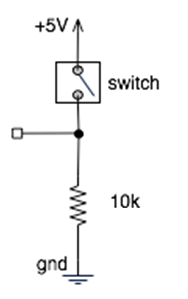 +5V
switch
10k
gnd